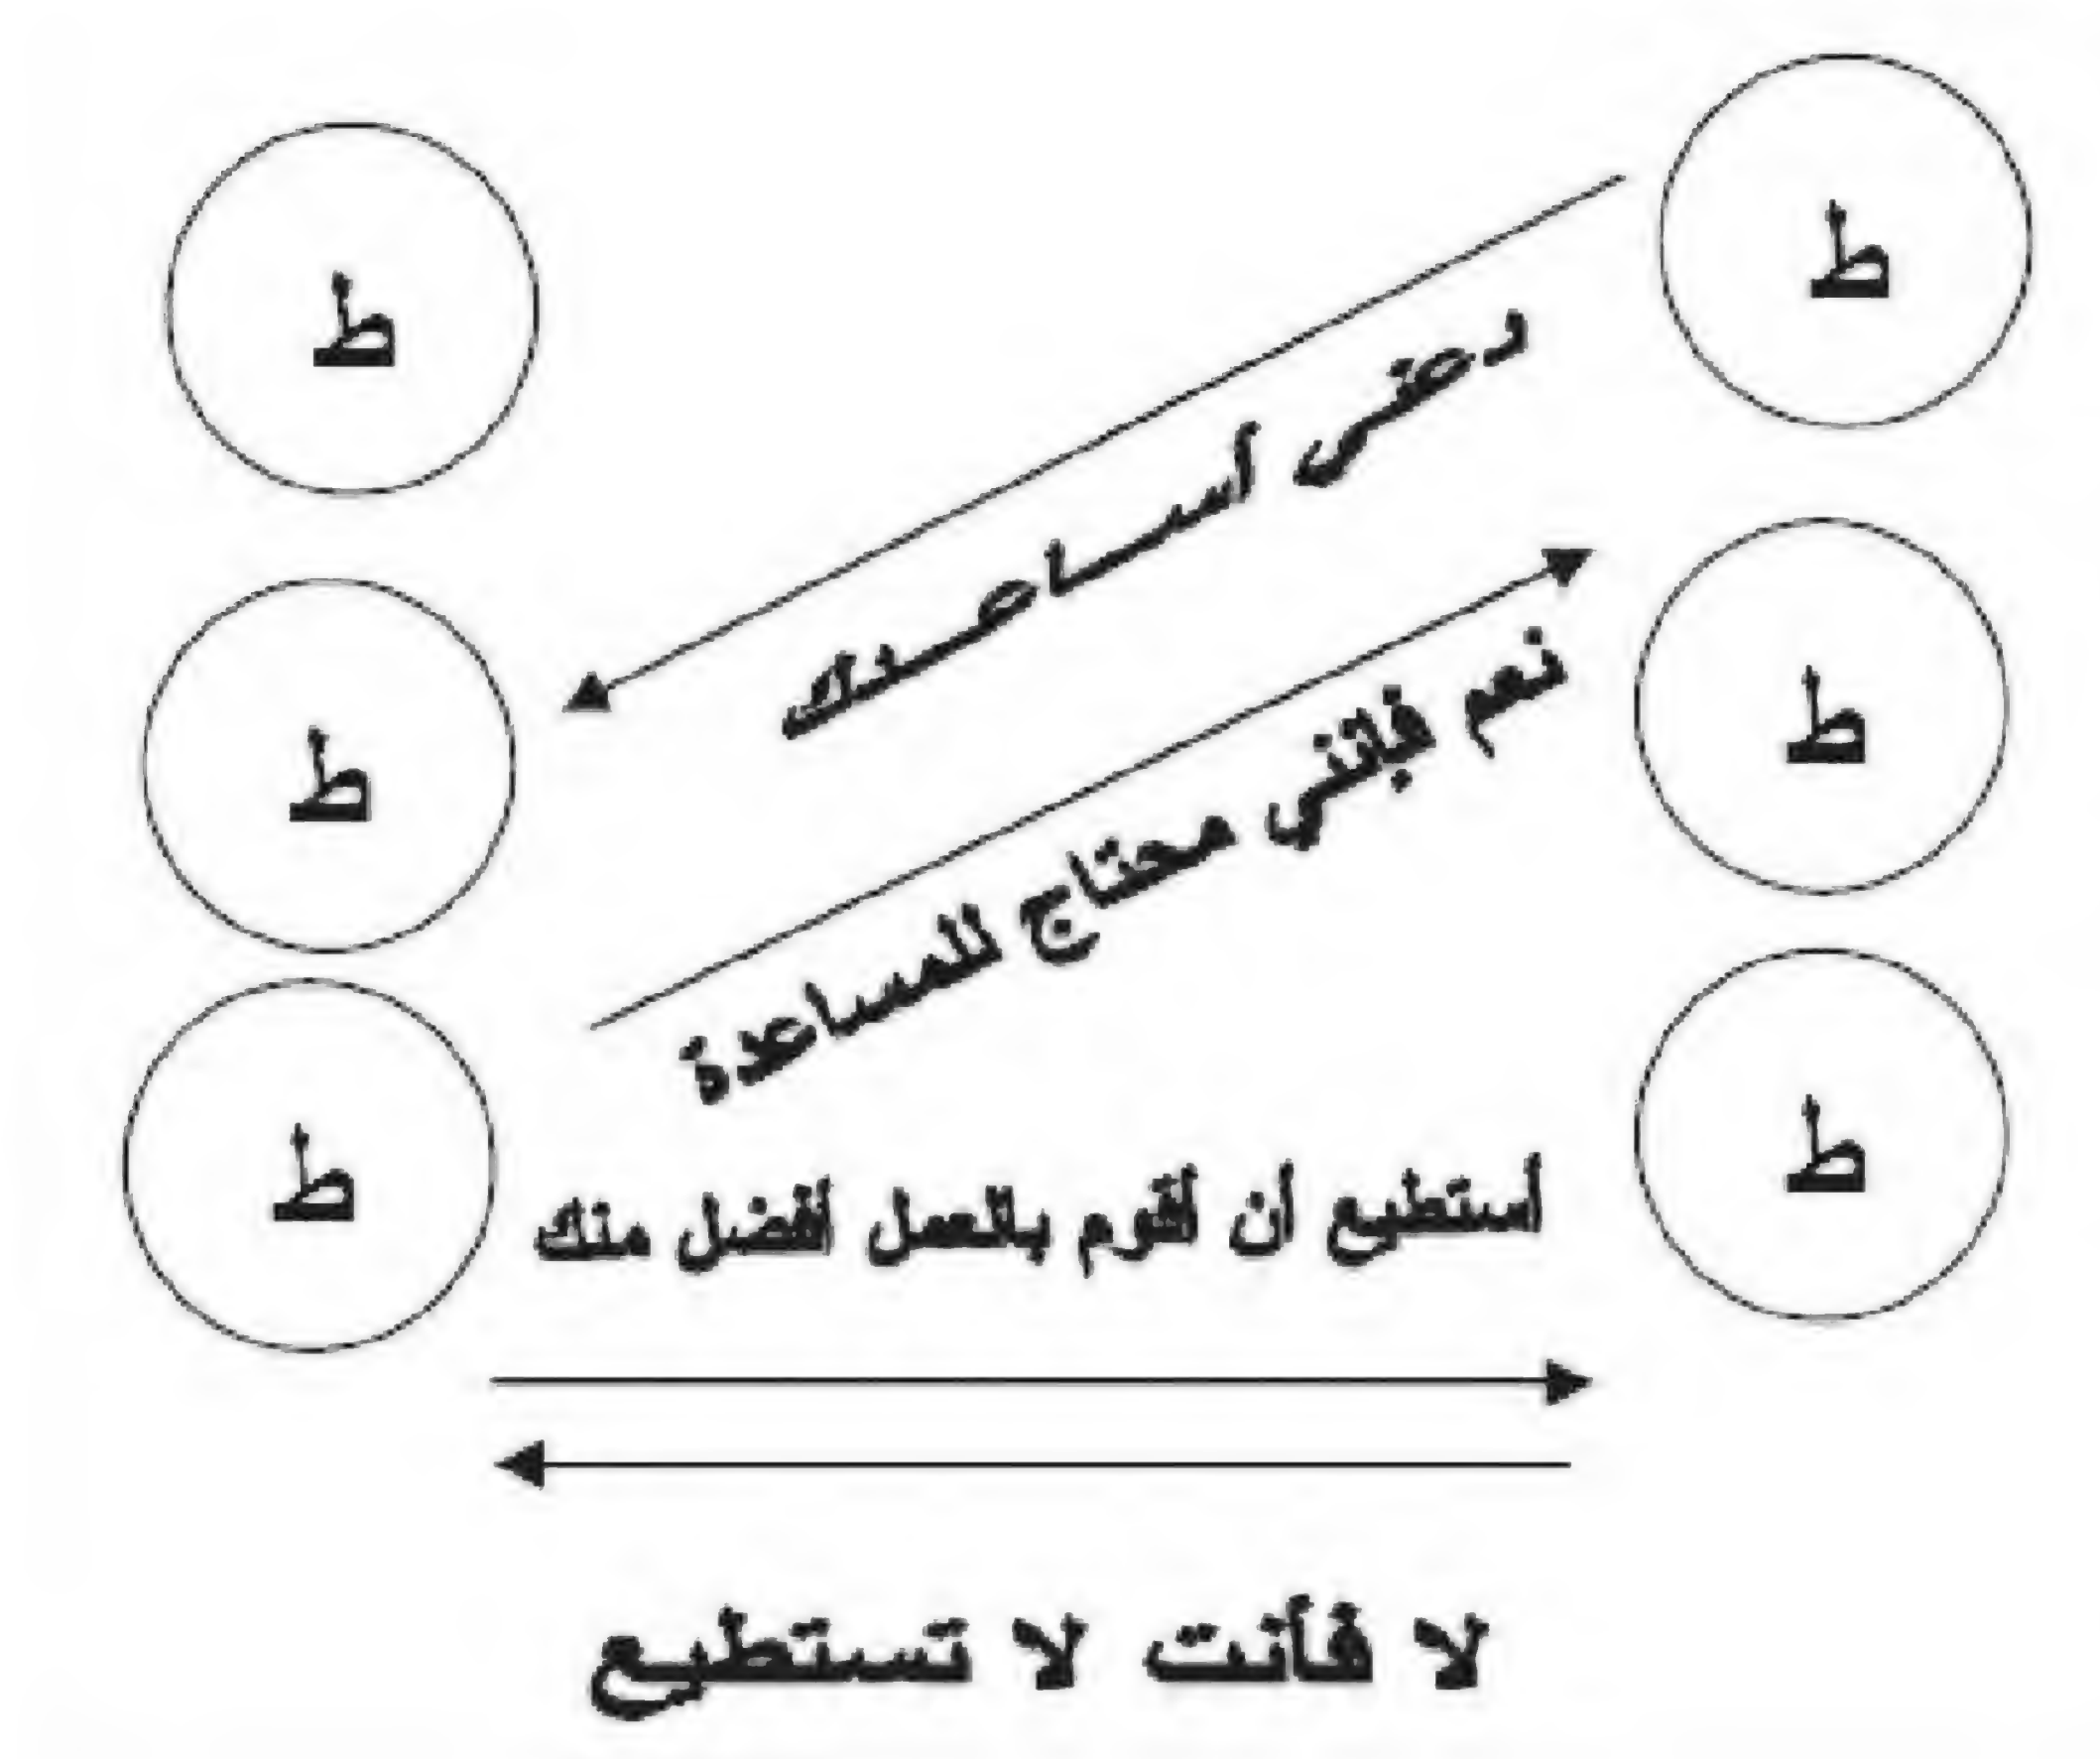 ط
ط
دعني أساعدك
ط
نعم فإنني محتاج للمساعدة
ط
ط
ط
أستطيع أن أقوم بالعمل أفضل منك
لا فأنت لا تستطيع